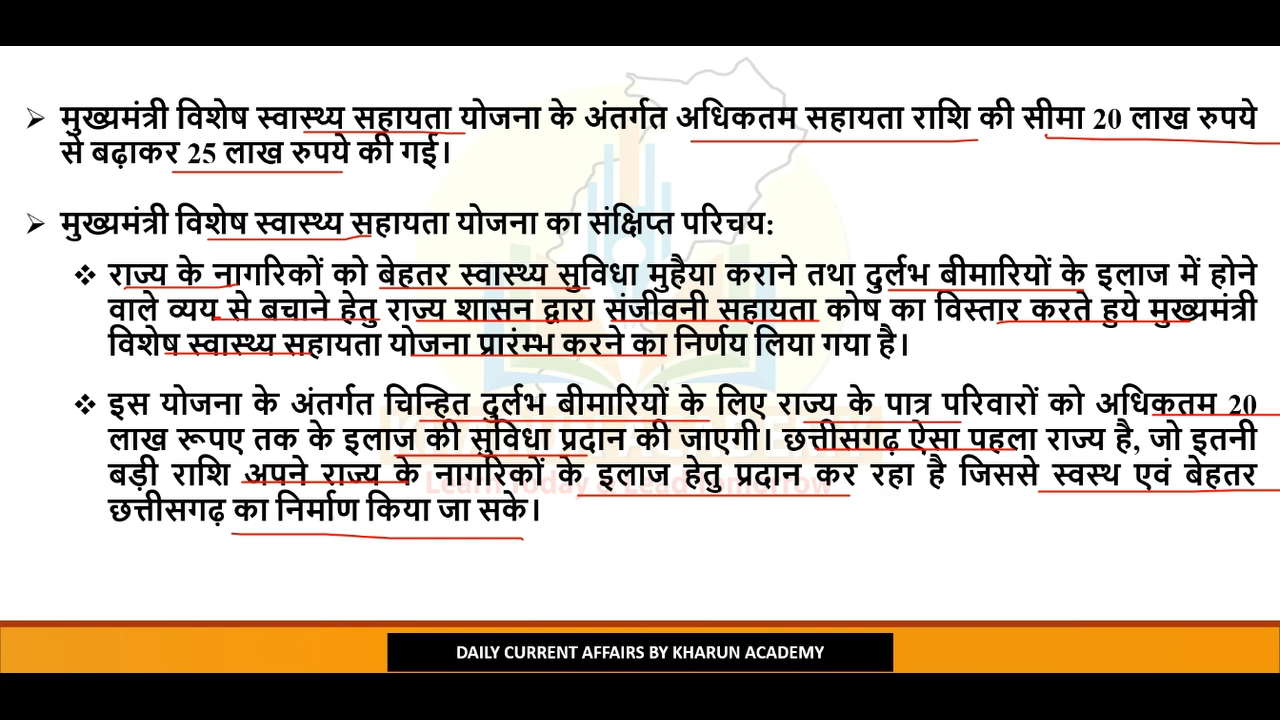 ➢ मुख्यमंत्री विशेष स्वास्थ्य सहायता योजना के अंतर्गत अधिकतम सहायता राशि की सीमा 20 लाख रुपये
से बढ़ाकर 25 लाख रुपये की गई।
➢ मुख्यमंत्री विशेष स्वास्थ्य सहायता योजना का संक्षिप्त परिचय:
❖ राज्य के नागरिकों को बेहतर स्वास्थ्य सुविधा मुहैया कराने तथा दुर्लभ बीमारियों के इलाज में होने
वाले व्यय से बचाने हेतु राज्य शासन द्वारा संजीवनी सहायता कोष का विस्तार करते हुये मुख्यमंत्री
विशेष स्वास्थ्य सहायता योजना प्रारंम्भ करने का निर्णय लिया गया है।
❖ इस योजना के अंतर्गत चिन्हित दुर्लभ बीमारियों के लिए राज्य के पात्र परिवारों को अधिकतम 20
लाख रूपए तक के इलाज की सुविधा प्रदान की जाएगी। छत्तीसगढ़ ऐसा पहला राज्य है, जो इतनी
बड़ी राशि अपने राज्य के नागरिकों के इलाज हेतु प्रदान कर रहा है जिससे स्वस्थ एवं बेहतर
Learn Today Lead Tomorrow
छत्तीसगढ़ का निर्माण किया जा सके।
DAILY CURRENT AFFAIRS BY KHARUN ACADEMY